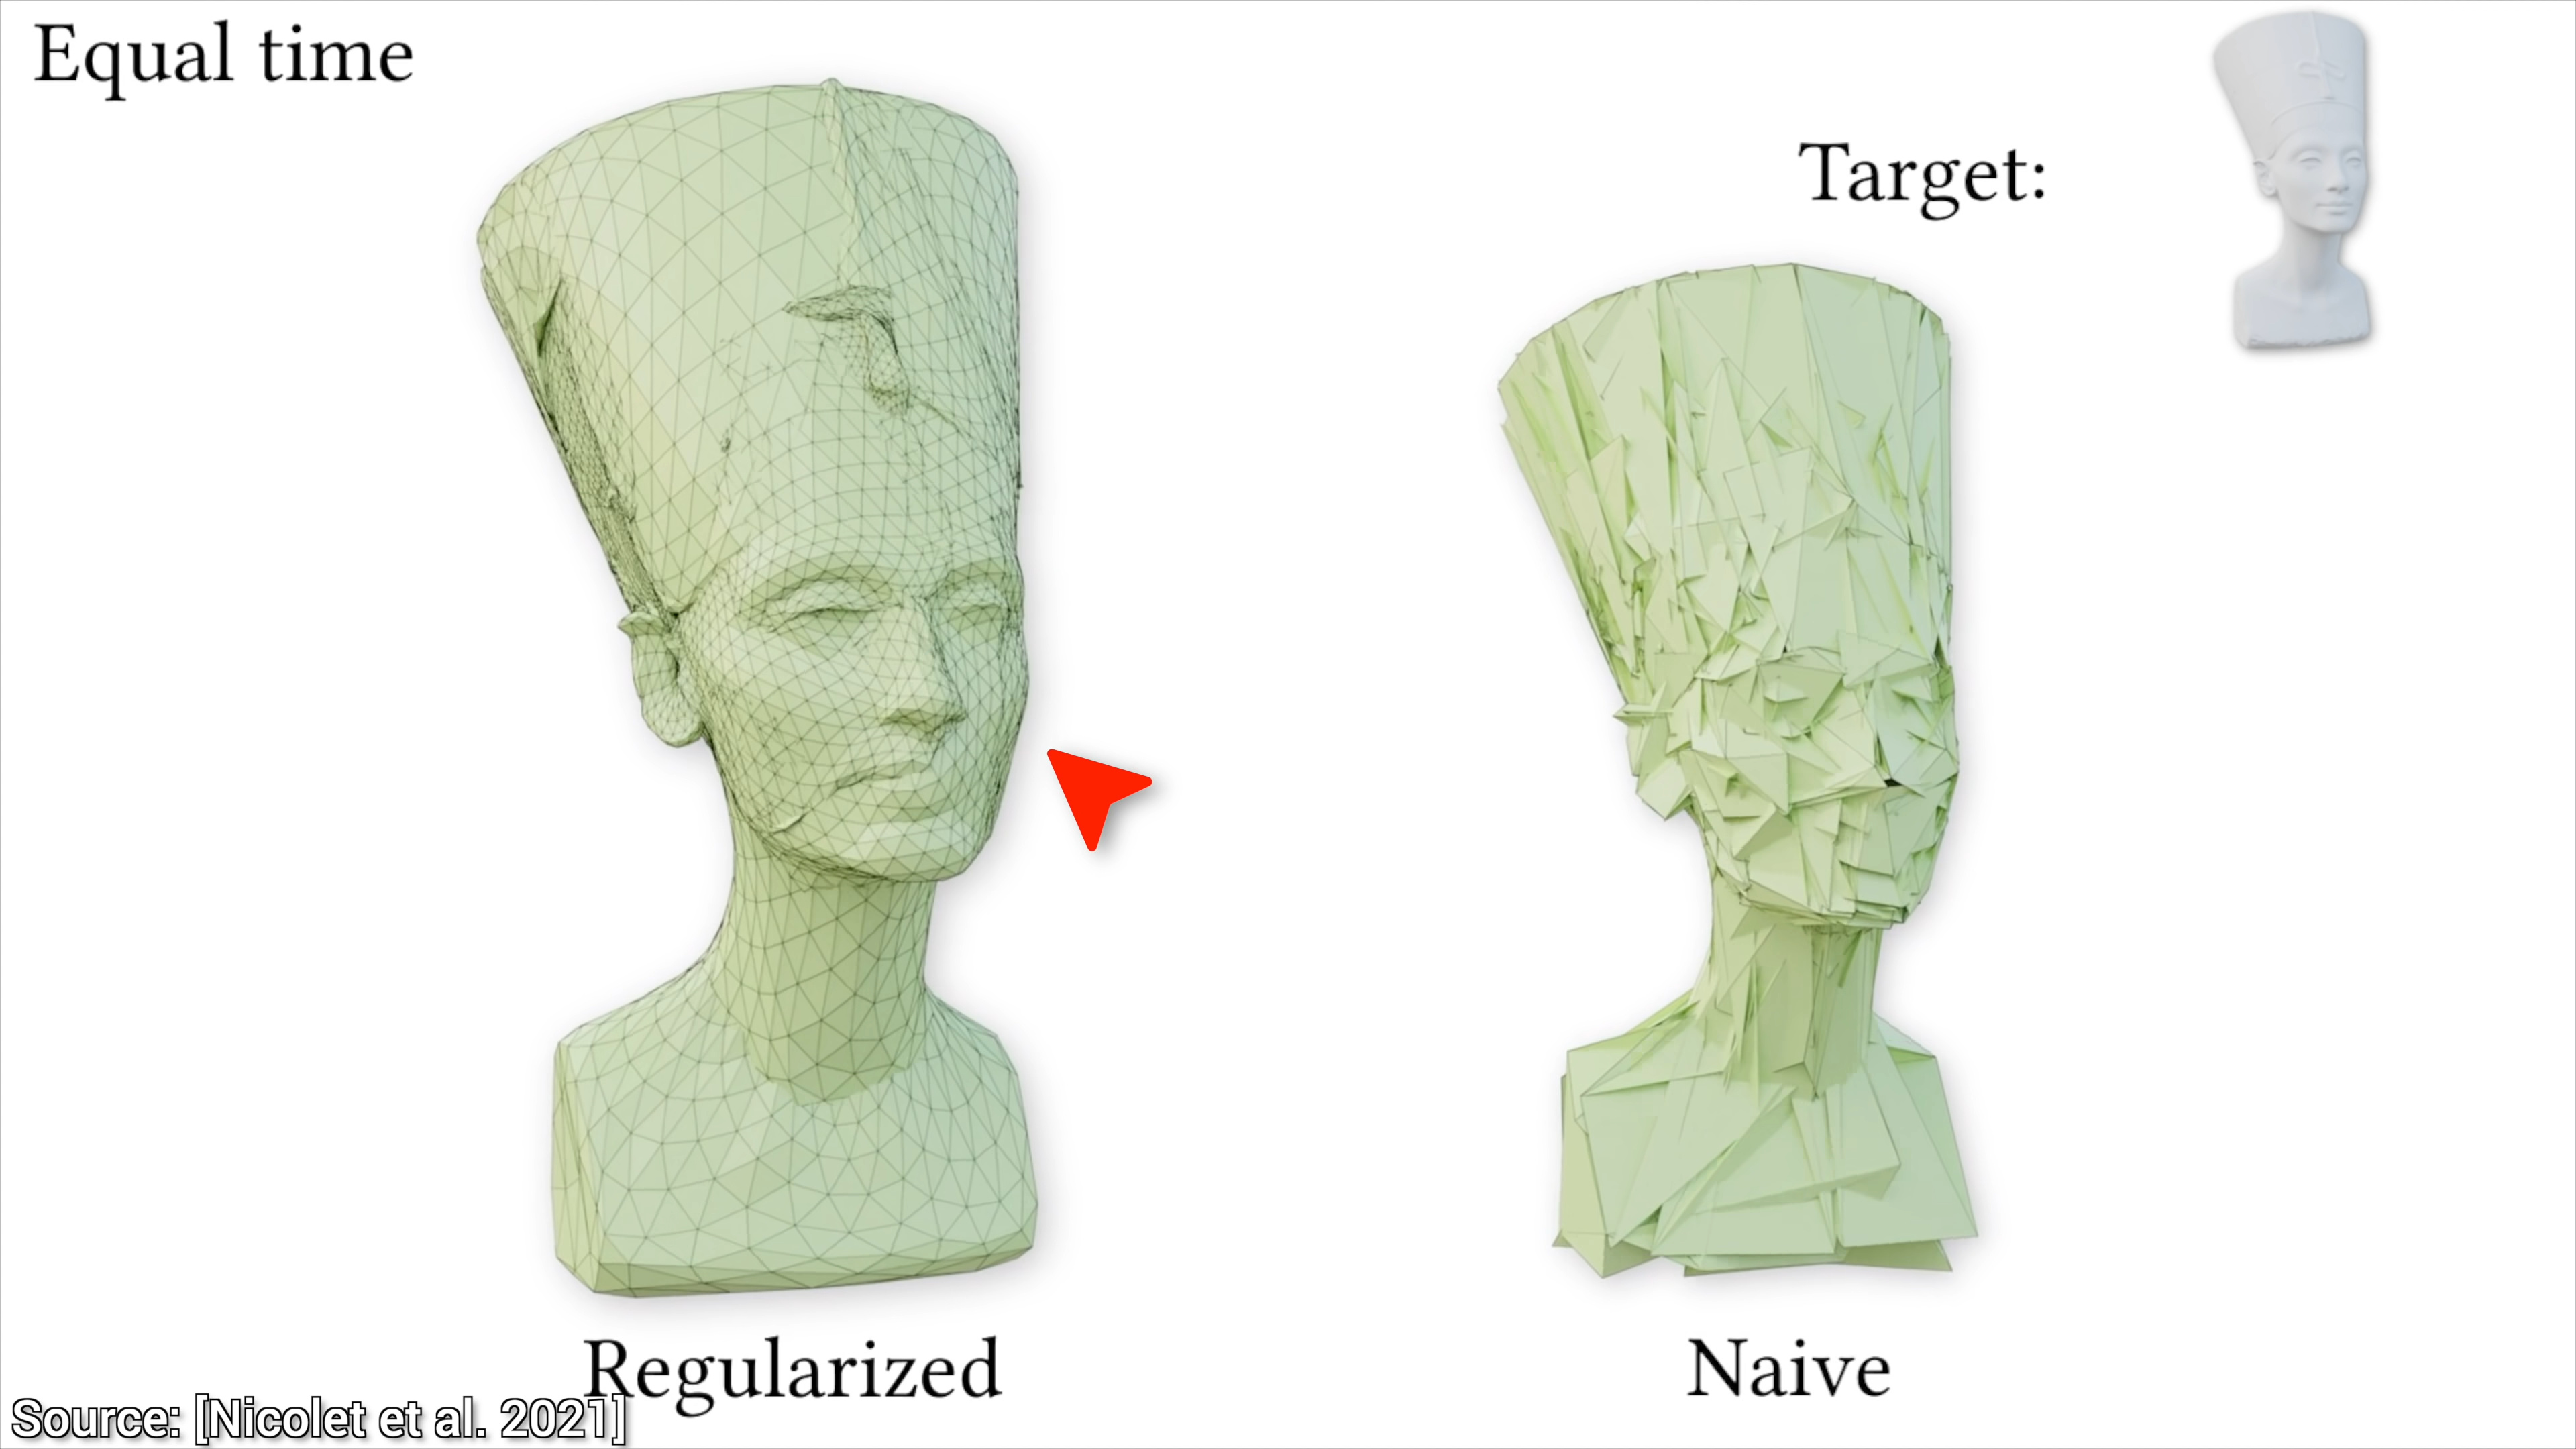 Equal time
Target:
Regularized
Naive
Source: [Nicolet et al. 2021]